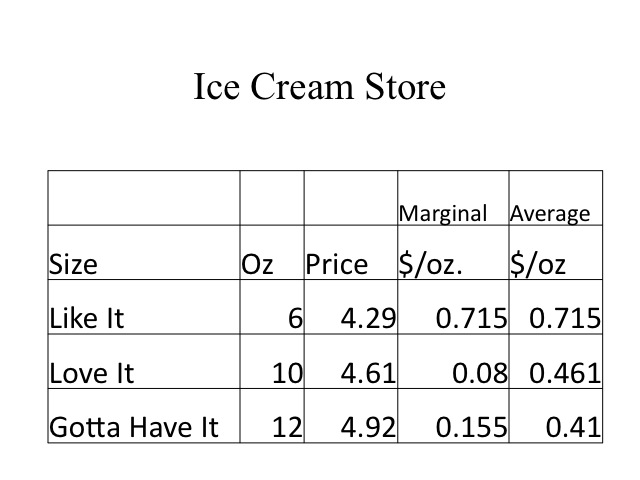 Ice Cream Store
Marginal Average
Size Oz Price $/oz. $/oz
Like It 6 4.29 0.715 0.715
Love It 10 4.61 0.08 0.461
Gotta Have It 12 4.92 0.155 0.41